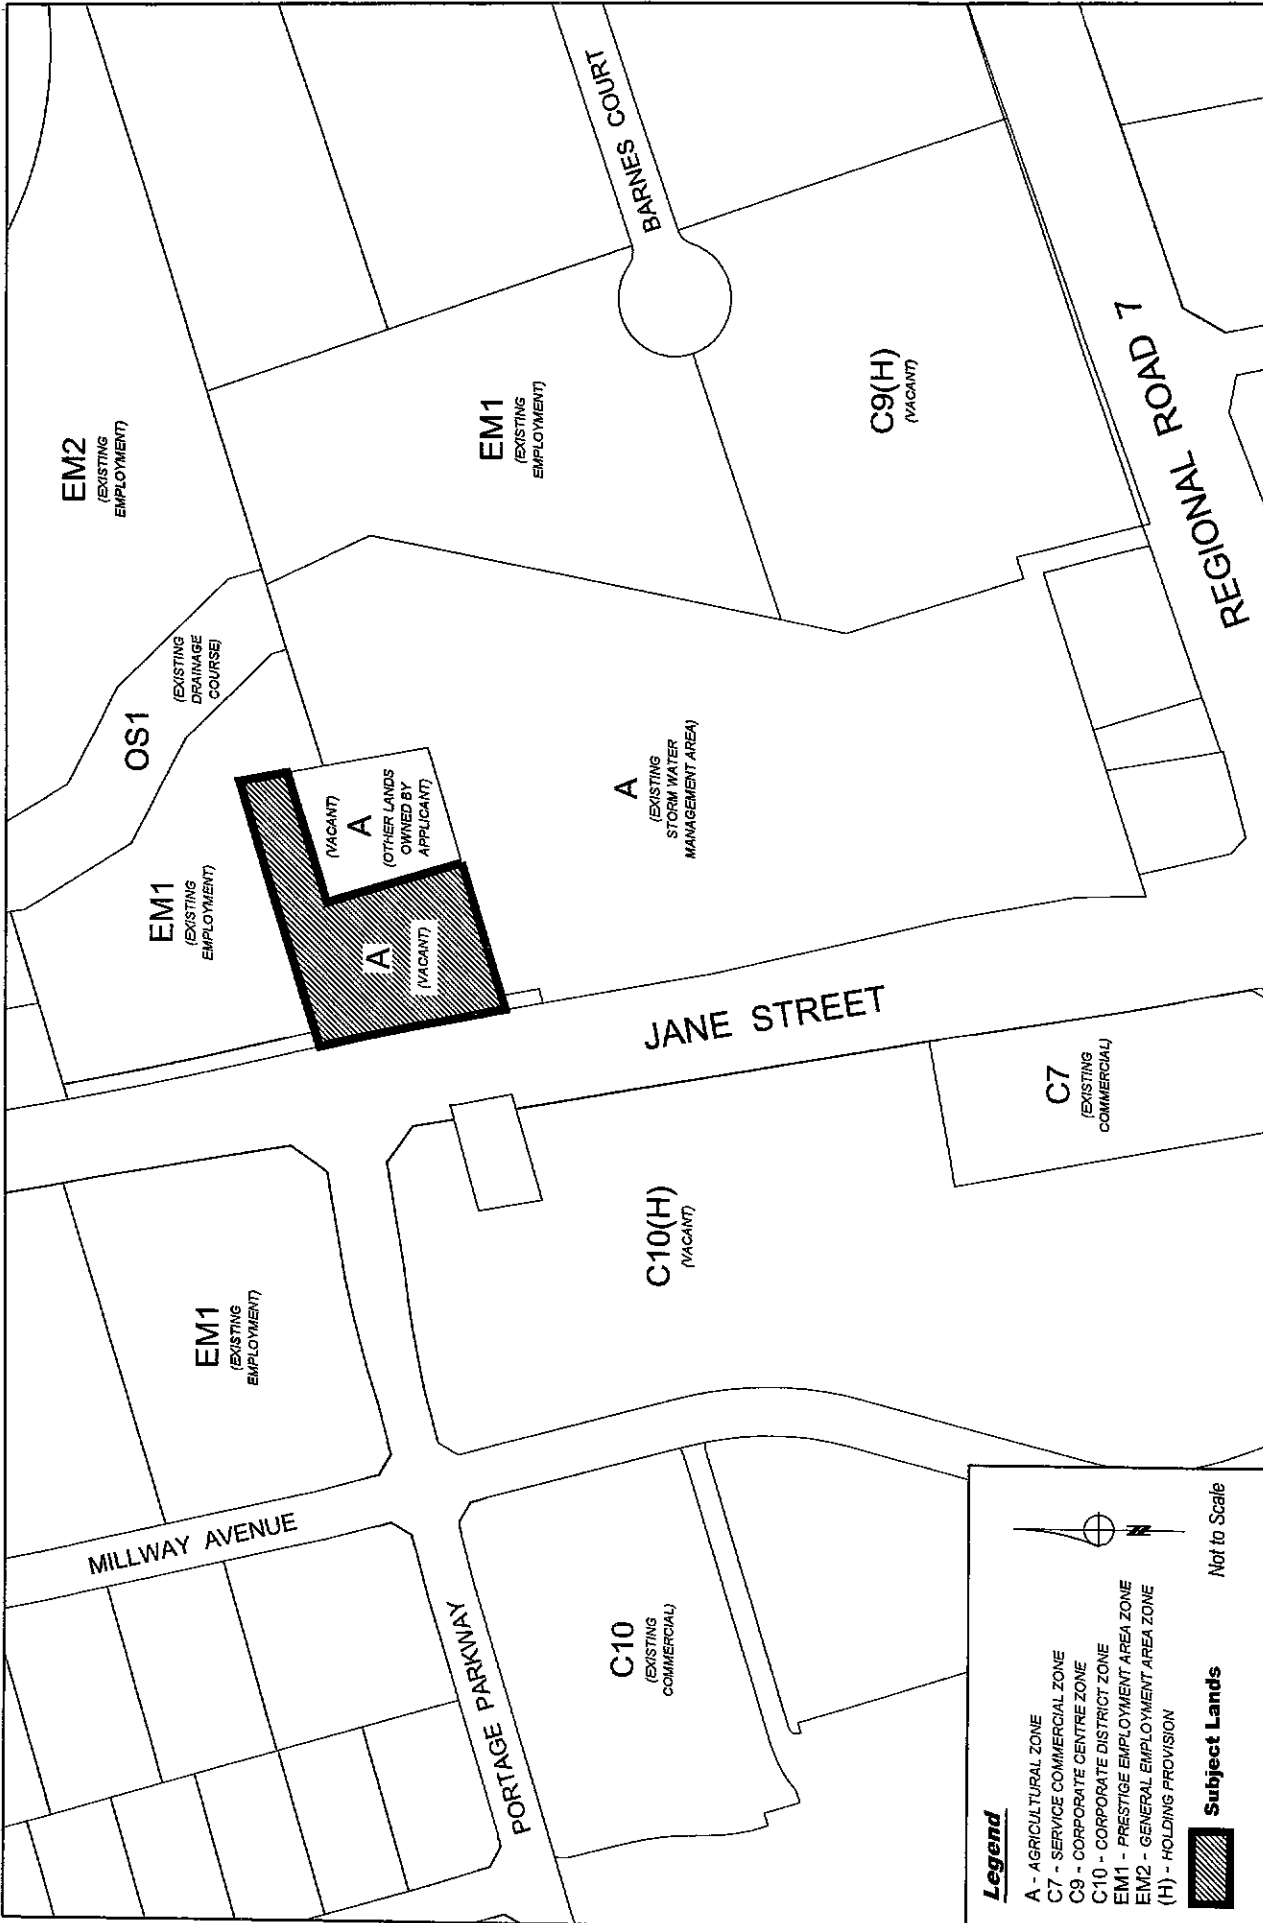 EM2
(EXISTING
EMPLOYMENT)
BARNES COURT
OS1
(EXISTING
DRAINAGE
COURSE)
EM1
(EXISTING
EMPLOYMENT)
C9(H)
(VACANT)
REGIONAL ROAD 7
EM1
(EXISTING
EMPLOYMENT)
(VACANT)
A
(OTHER LANDS
OWNED BY
APPLICANT)
A
(VACANT)
A
(EXISTING
STORM WATER
MANAGEMENT AREA)
JANE STREET
EM1
(EXISTING
EMPLOYMENT)
C10(H)
(VACANT)
C7
(EXISTING
COMMERCIAL)
MILLWAY AVENUE
PORTAGE PARKWAY
C10
(EXISTING
COMMERCIAL)
Legend
A - AGRICULTURAL ZONE
C7 - SERVICE COMMERCIAL ZONE
C9 - CORPORATE CENTRE ZONE
C10 - CORPORATE DISTRICT ZONE
EM1 - PRESTIGE EMPLOYMENT AREA ZONE
EM2 - GENERAL EMPLOYMENT AREA ZONE
(H) - HOLDING PROVISION
Subject Lands
N
Not to Scale